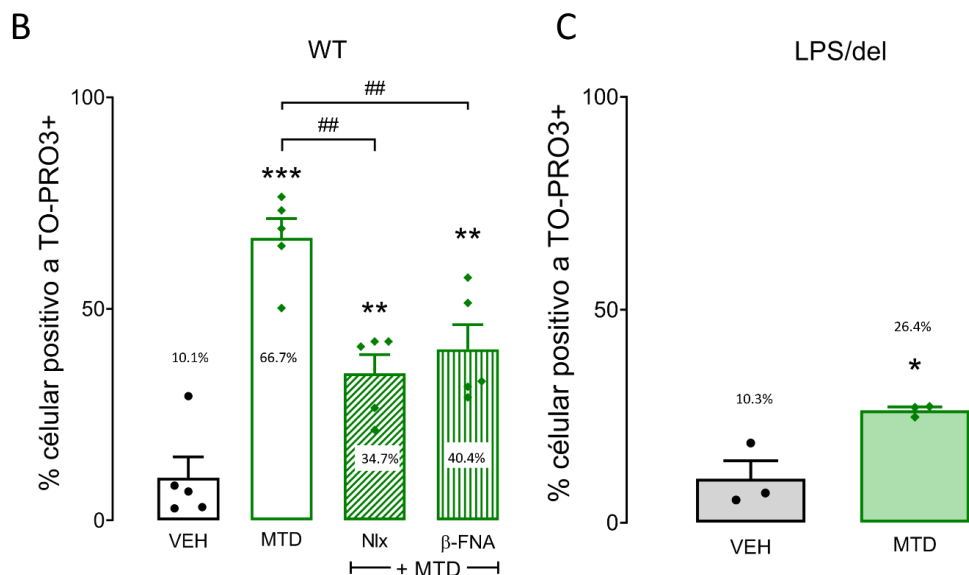 B
WT
% célular positivo a TO-PRO3+
100
50
0
##
##
***
**
**
10.1%
66.7%
34.7%
40.4%
VEH
MTD
Nlx
β-FNA
+ MTD
C
LPS/del
% célular positivo a TO-PRO3+
100
50
0
10.3%
26.4%
*
VEH
MTD